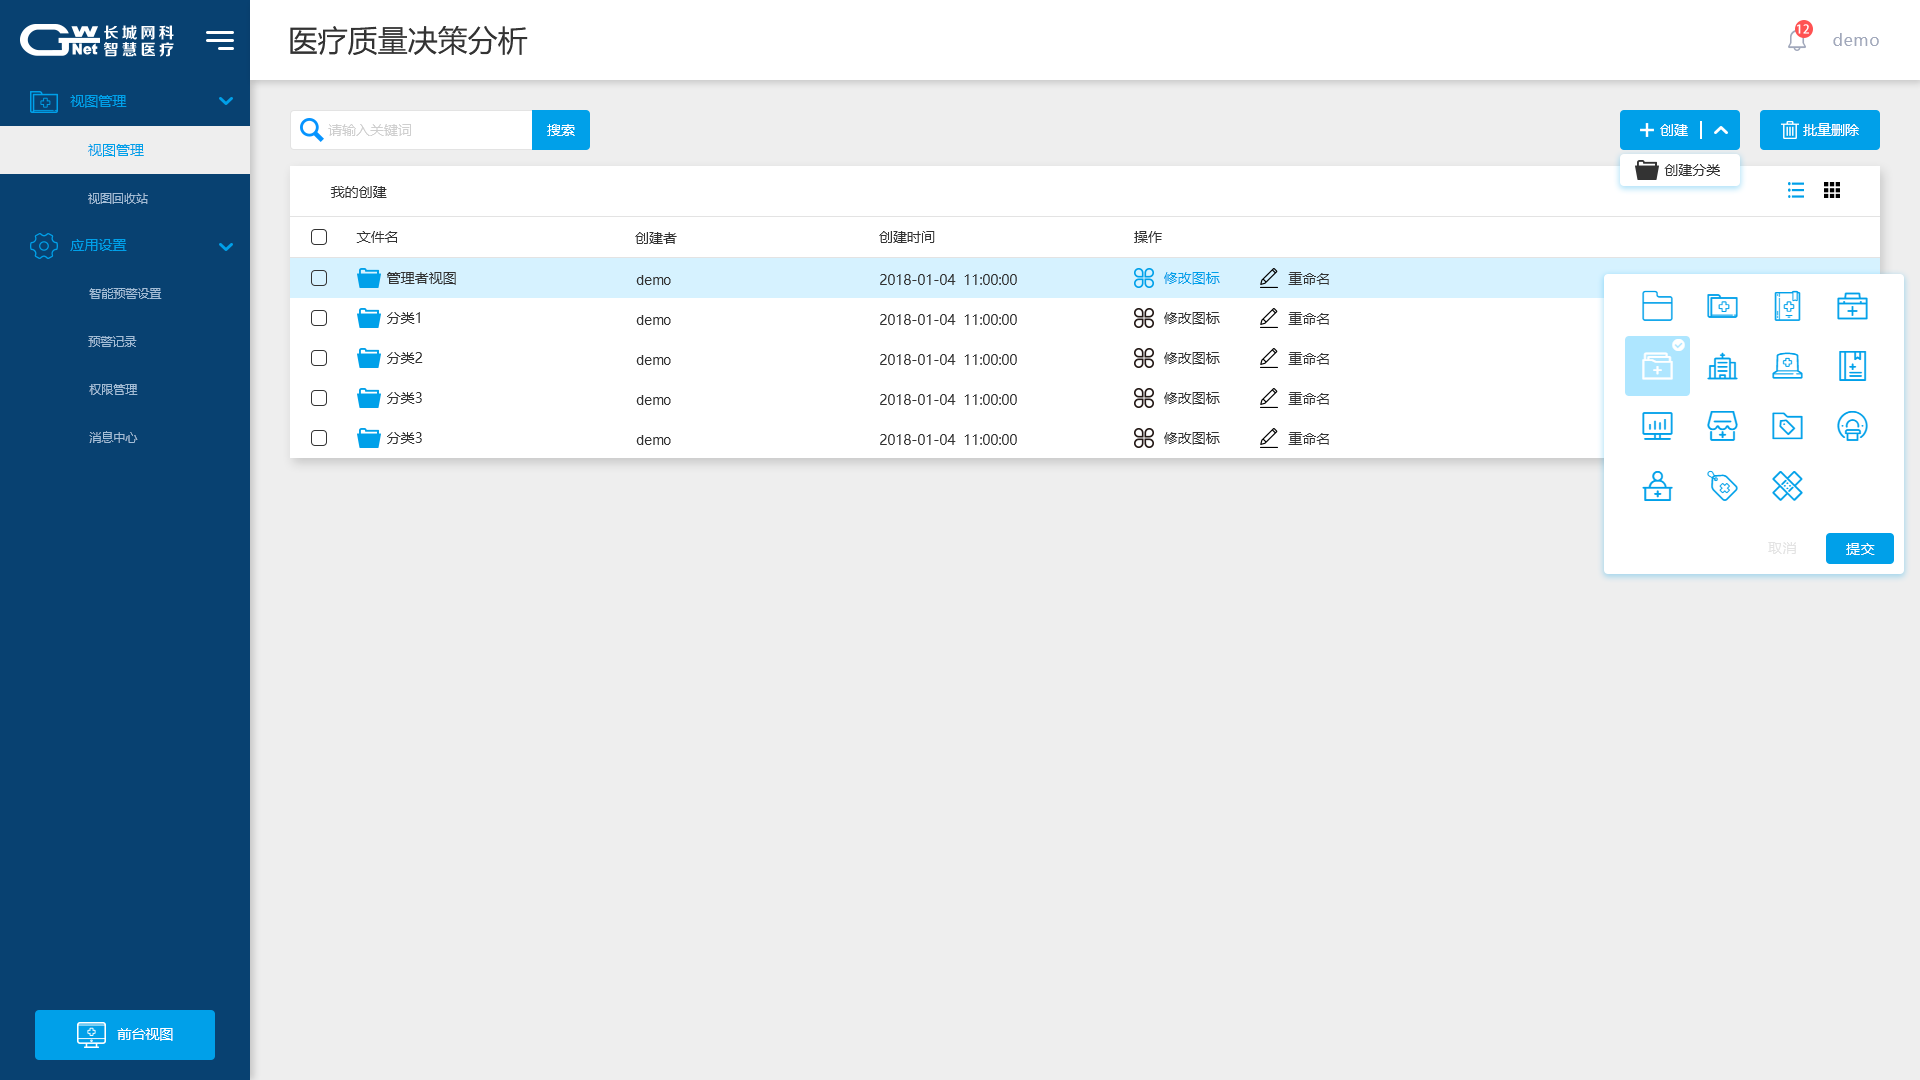 GW Net 长城网科
智慧医疗
医疗质量决策分析
12
demo
视图管理
视图管理
视图回收站
应用设置
智能预警设置
预警记录
权限管理
消息中心
前台视图
请输入关键词
搜索
创建
批量删除
创建分类
我的创建
文件名 创建者 创建时间 操作
管理者视图 demo 2018-01-04 11:00:00 修改图标 重命名
分类1 demo 2018-01-04 11:00:00 修改图标 重命名
分类2 demo 2018-01-04 11:00:00 修改图标 重命名
分类3 demo 2018-01-04 11:00:00 修改图标 重命名
分类3 demo 2018-01-04 11:00:00 修改图标 重命名
取消
提交